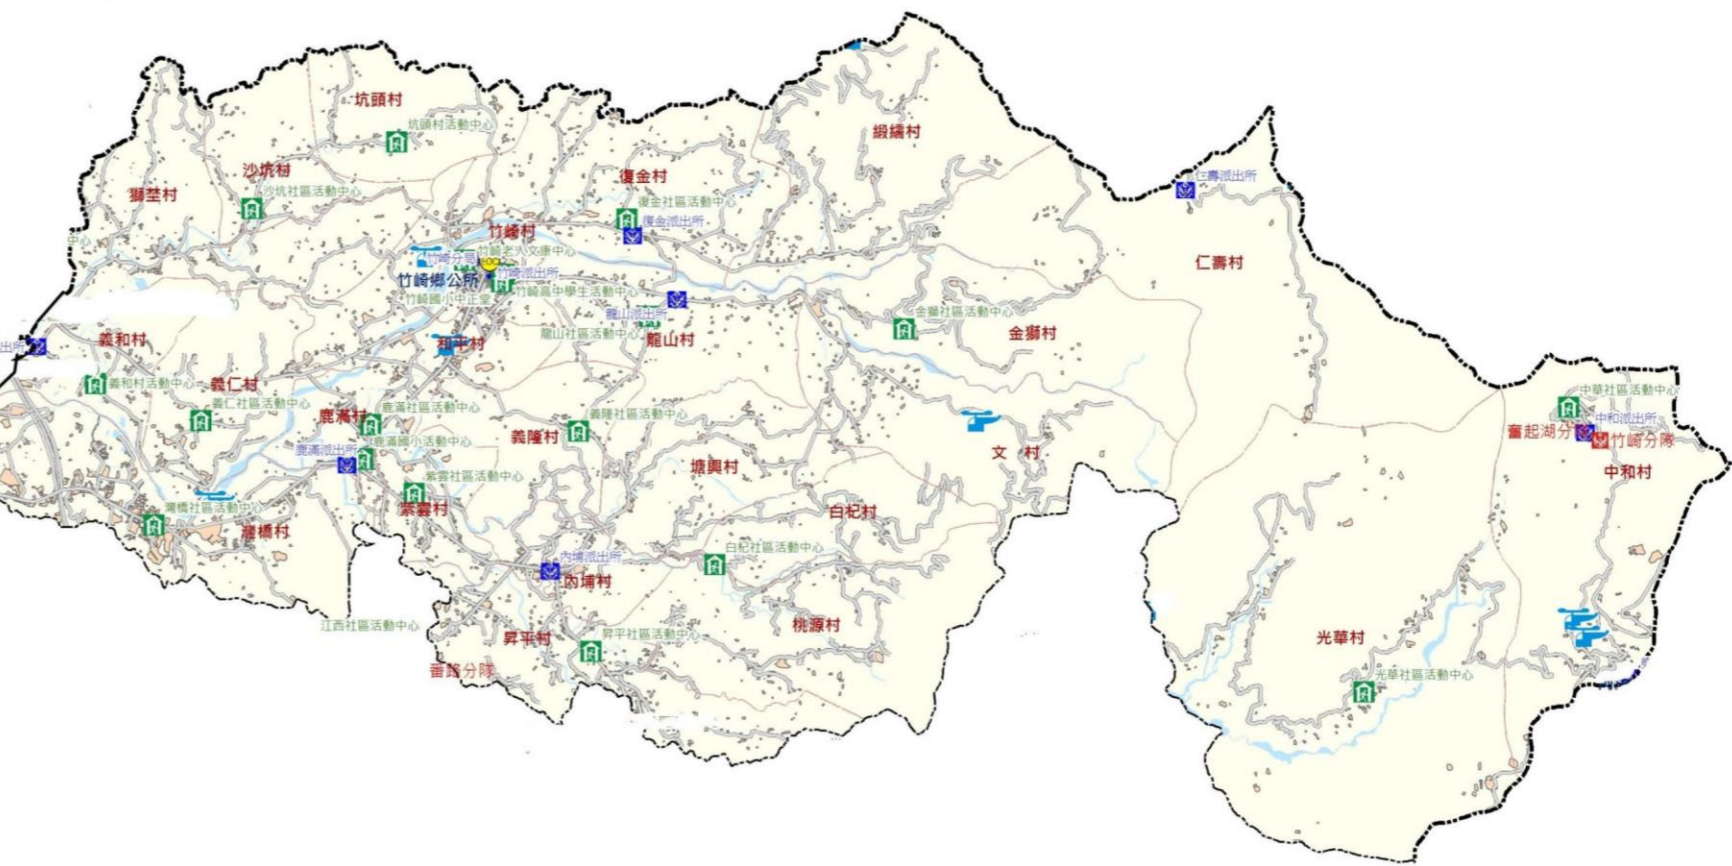 坑頭村
坑頭村活動中心
緞繻村
沙坑村
沙坑社區活動中心
獅埜村
復金村
復金社區活動中心
復金派出所
仁壽派出所
仁壽村
中心
竹崎村
竹崎老人文康中心
竹崎分局
竹崎派出所
竹崎鄉公所
竹崎高中學生活動中心
竹崎國小中正堂
龍山派出所
龍山社區活動中心
龍山村
金獅社區活動中心
金獅村
出所
義和村
和平村
義和村活動中心
義仁村
義仁社區活動中心
鹿滿村
鹿滿社區活動中心
鹿滿國小活動中心
鹿滿派出所
義隆社區活動中心
義隆村
中華社區活動中心
中和派出所
奮起湖分
竹崎分隊
中和村
文 村
塘興村
紫雲社區活動中心
紫雲村
灣橋社區活動中心
灣橋村
白杞村
白杞社區活動中心
內埔派出所
內埔村
江西社區活動中心
昇平村
昇平社區活動中心
桃源村
番路分隊
光華村
光華社區活動中心